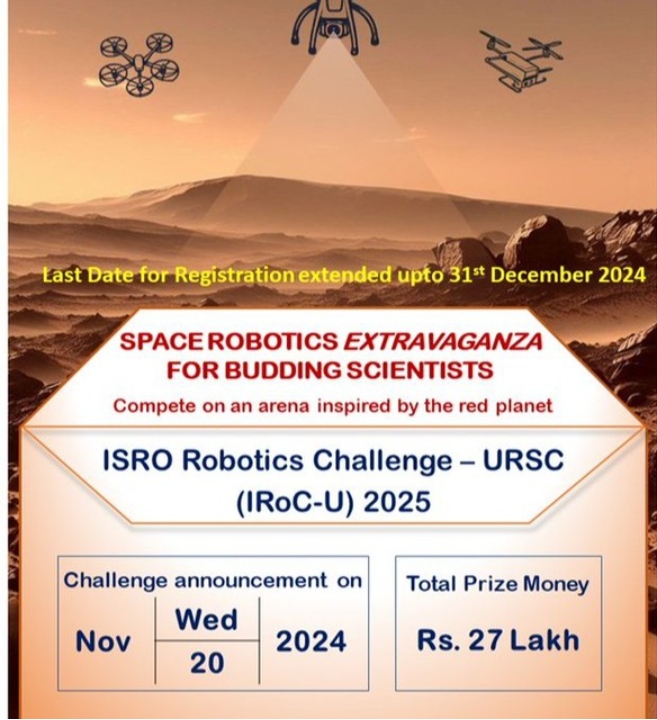 Last Date for Registration extended upto 31st December 2024
SPACE ROBOTICS EXTRAVAGANZA
FOR BUDDING SCIENTISTS
Compete on an arena inspired by the red planet
ISRO Robotics Challenge – URSC
(IRoC-U) 2025
Challenge announcement on
Nov
Wed
20
2024
Total Prize Money
Rs. 27 Lakh